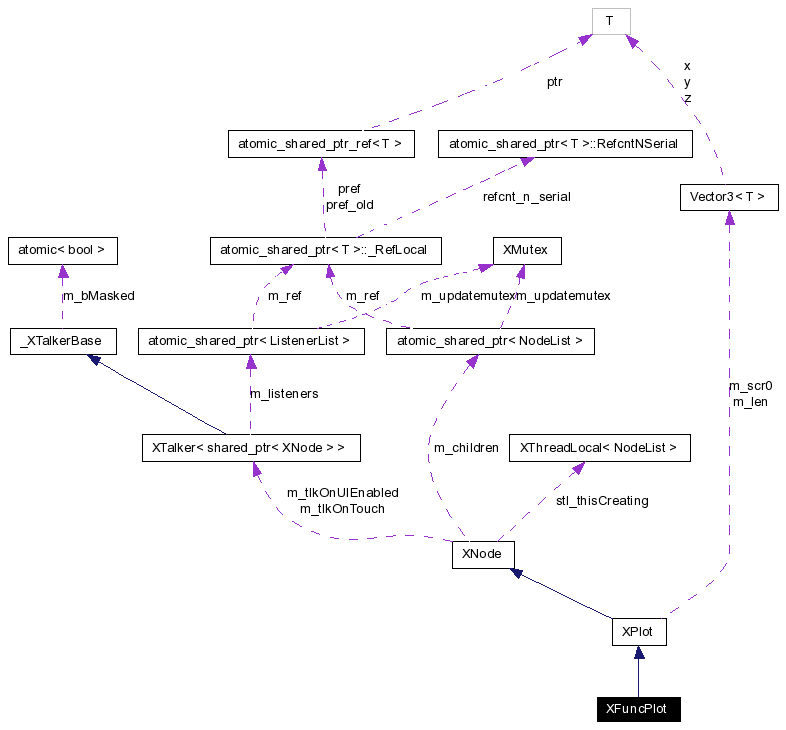 T
x
y
z
ptr
atomic_shared_ptr_ref< T >
atomic_shared_ptr< T >::RefcntNSerial
pref
pref_old
refcnt_n_serial
Vector3< T >
atomic< bool >
atomic_shared_ptr< T >::_RefLocal
XMutex
m_bMasked
m_ref
m_ref
m_updatemutex
m_updatemutex
_XTalkerBase
atomic_shared_ptr< ListenerList >
atomic_shared_ptr< NodeList >
m_listeners
m_scr0
m_len
XTalker< shared_ptr< XNode > >
m_children
XThreadLocal< NodeList >
m_tlkOnUIEnabled
m_tlkOnTouch
stl_thisCreating
XNode
XPlot
XFuncPlot